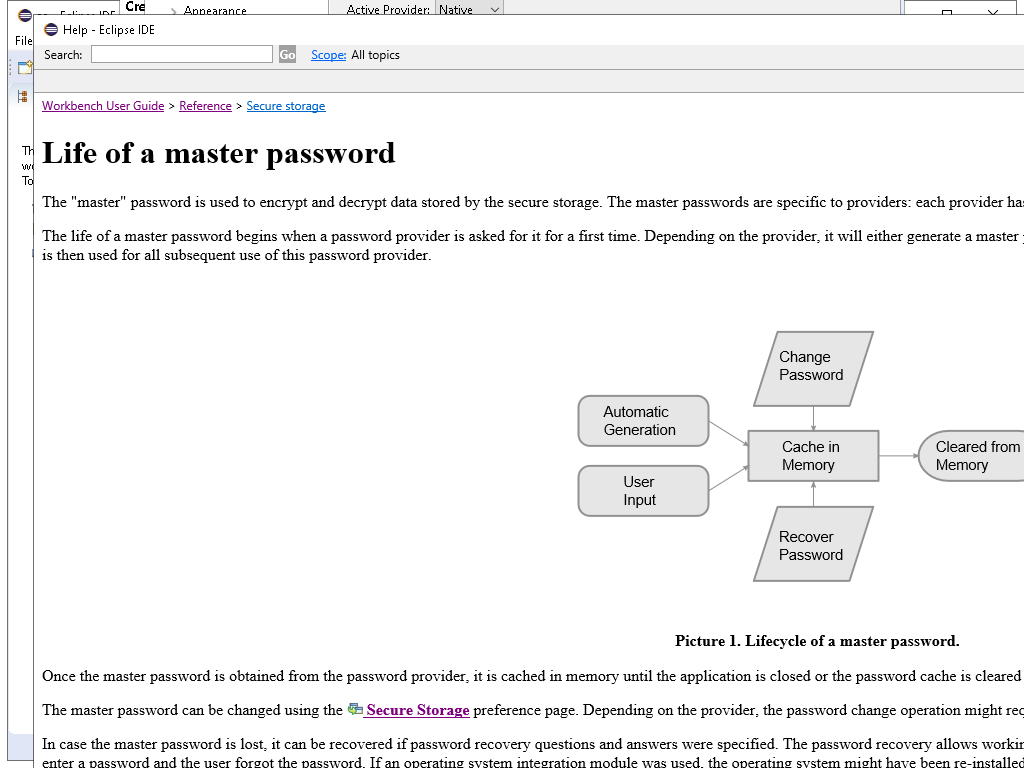 Cre
Appearance
Active Provider: Native
File
Help - Eclipse IDE
Search: Go Scope: All topics
Workbench User Guide > Reference > Secure storage
Life of a master password
The "master" password is used to encrypt and decrypt data stored by the secure storage. The master passwords are specific to providers: each provider has
The life of a master password begins when a password provider is asked for it for a first time. Depending on the provider, it will either generate a master
is then used for all subsequent use of this password provider.
Change
Password
Automatic
Generation
Cache in
Memory
Cleared from
Memory
User
Input
Recover
Password
Picture 1. Lifecycle of a master password.
Once the master password is obtained from the password provider, it is cached in memory until the application is closed or the password cache is cleared
The master password can be changed using the Secure Storage preference page. Depending on the provider, the password change operation might req
In case the master password is lost, it can be recovered if password recovery questions and answers were specified. The password recovery allows workin
enter a password and the user forgot the password. If an operating system integration module was used, the operating system might have been re-installed